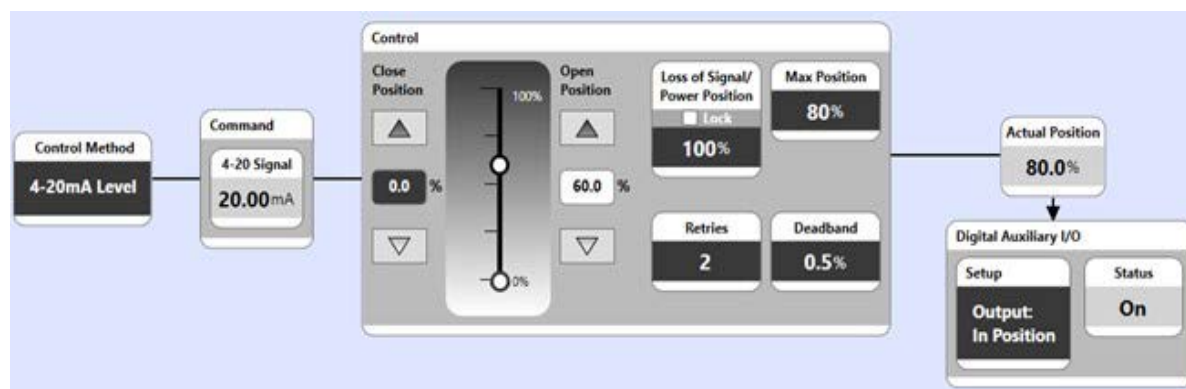 Control Method
4-20mA Level
Command
4-20 Signal
20.00mA
Control
Close
Position
0.0 %
100%
0%
Open
Position
60.0 %
Loss of Signal/
Power Position
Lock
100%
Max Position
80%
Retries
2
Deadband
0.5%
Actual Position
80.0%
Digital Auxiliary I/O
Setup
Output:
In Position
Status
On